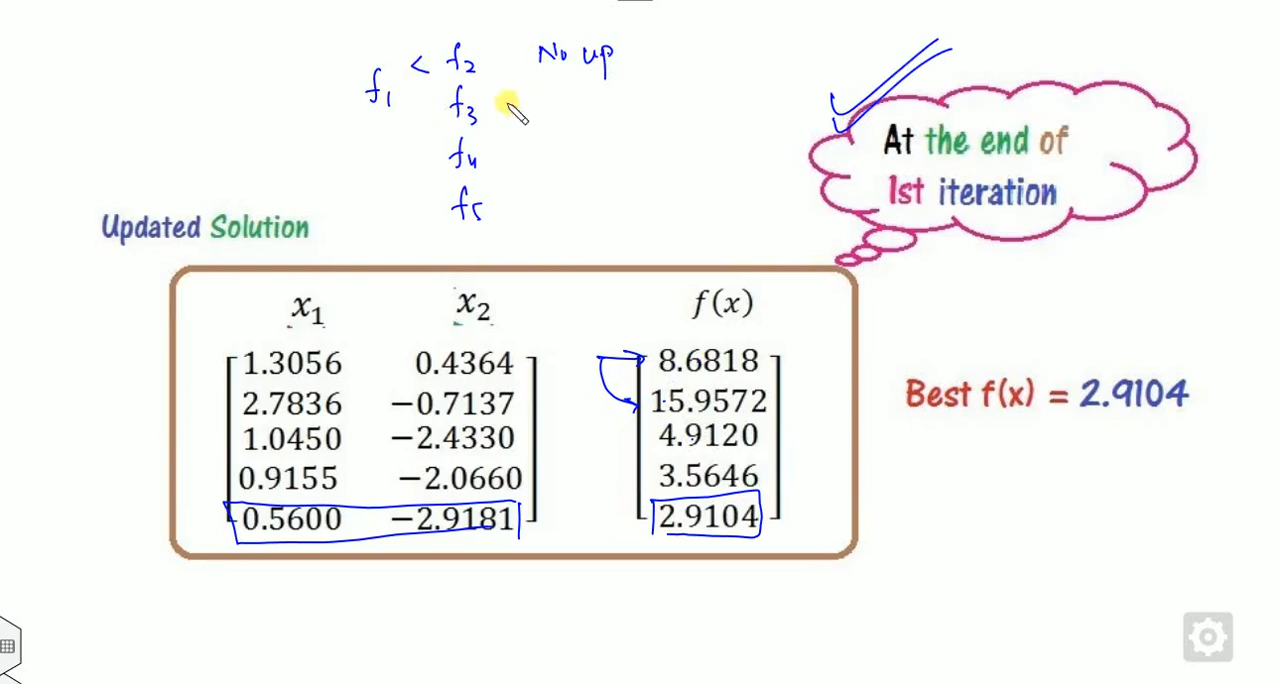 f1 < f2 No up
f3
f4
f5
At the end of
1st iteration
Updated Solution
x1 x2 f(x)
1.3056 0.4364 8.6818
2.7836 −0.7137 15.9572
1.0450 −2.4330 4.9120
0.9155 −2.0660 3.5646
0.5600 −2.9181 2.9104
Best f(x) = 2.9104